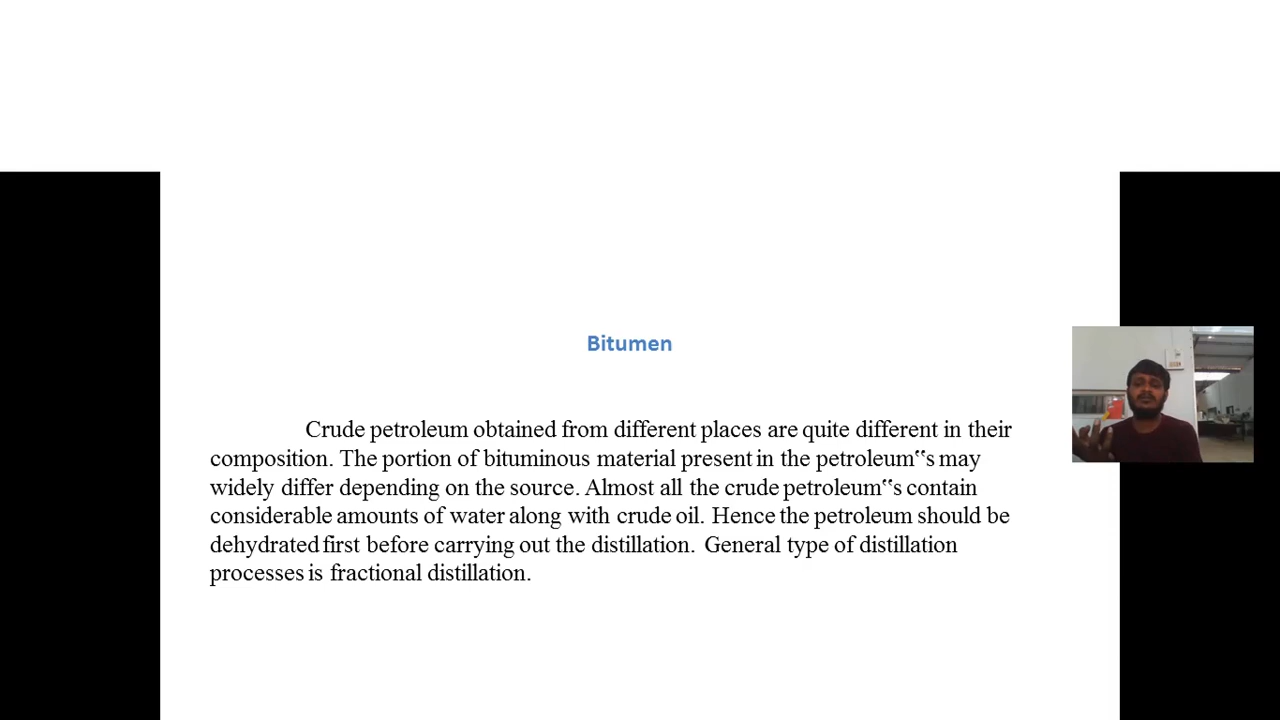 Bitumen
Crude petroleum obtained from different places are quite different in their
composition. The portion of bituminous material present in the petroleum‟s may
widely differ depending on the source. Almost all the crude petroleum‟s contain
considerable amounts of water along with crude oil. Hence the petroleum should be
dehydrated first before carrying out the distillation. General type of distillation
processes is fractional distillation.